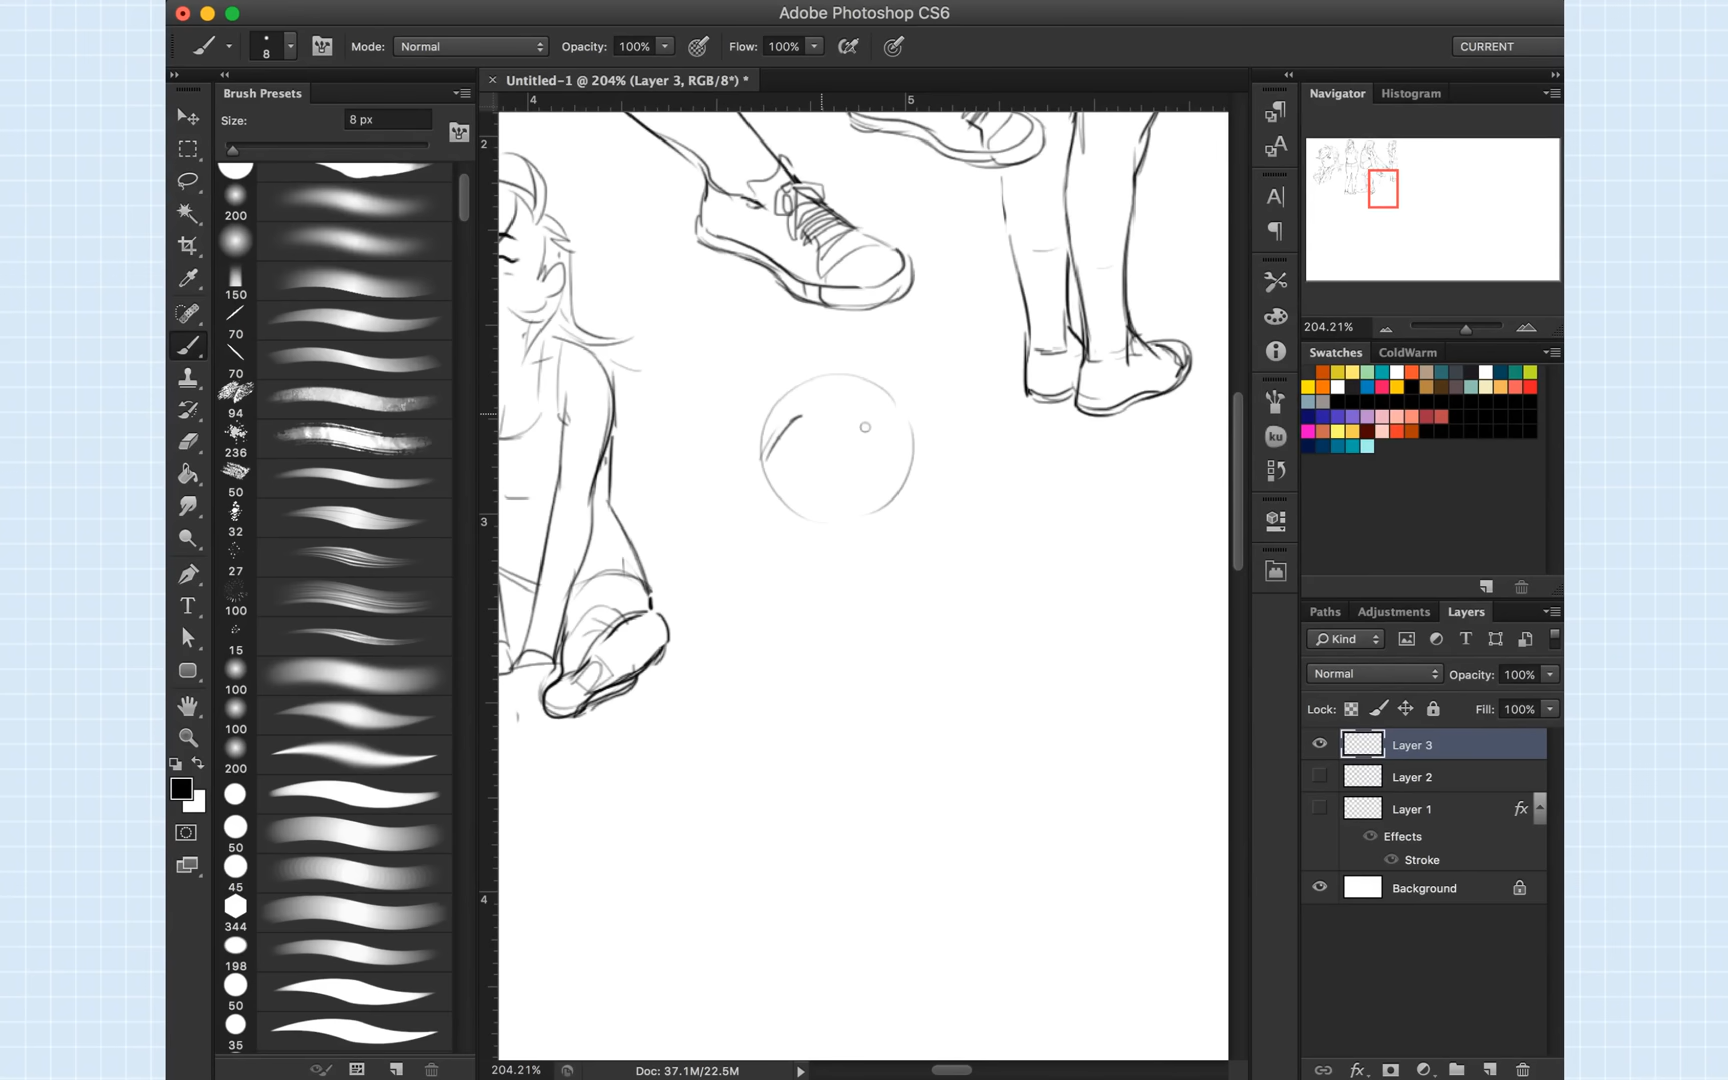 Adobe Photoshop CS6
8
Mode: Normal
Opacity: 100%
Flow: 100%
CURRENT
× Untitled-1 @ 204% (Layer 3, RGB/8*) *
Brush Presets
Size: 8 px
200
150
70
70
94
236
50
32
27
100
15
100
100
200
50
45
344
198
50
35
4
5
2
3
4
Navigator
Histogram
204.21%
Swatches
ColdWarm
ku
Paths
Adjustments
Layers
Kind
Normal
Opacity: 100%
Lock:
Fill: 100%
Layer 3
Layer 2
Layer 1
fx
Effects
Stroke
Background
204.21%
Doc: 37.1M/22.5M
fx